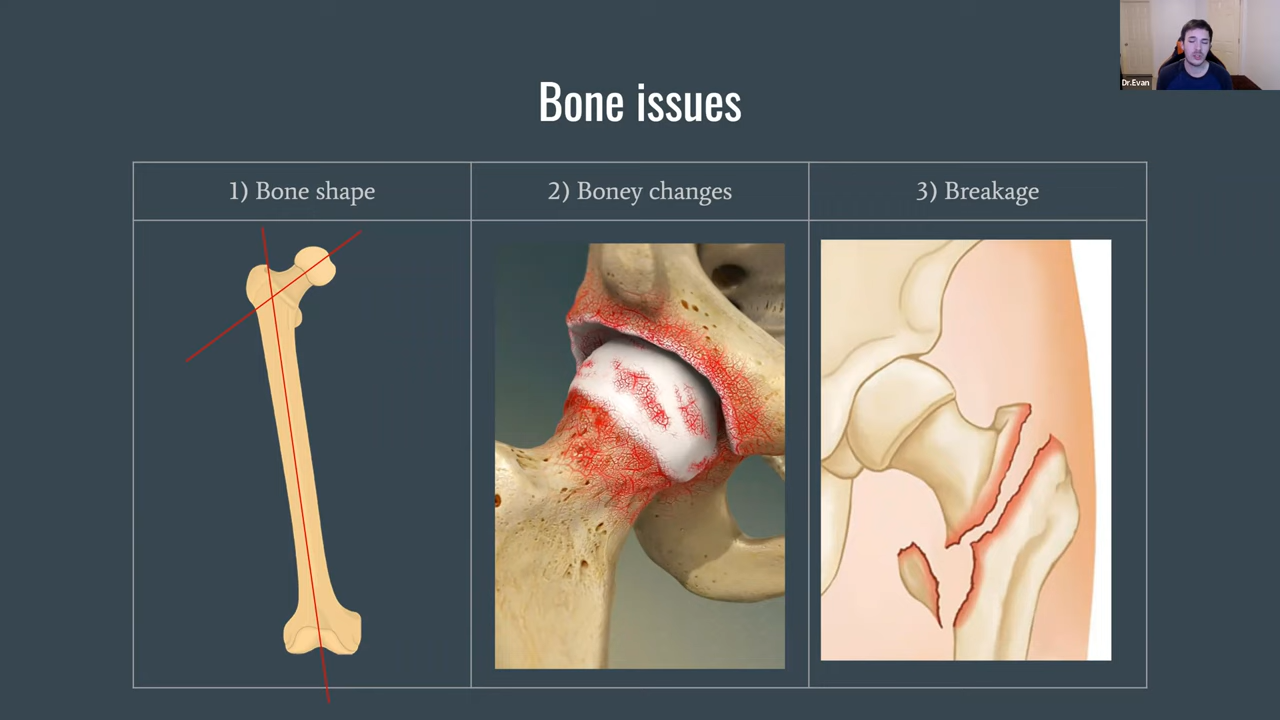 Dr.Evan
Bone issues
1) Bone shape
2) Boney changes
3) Breakage